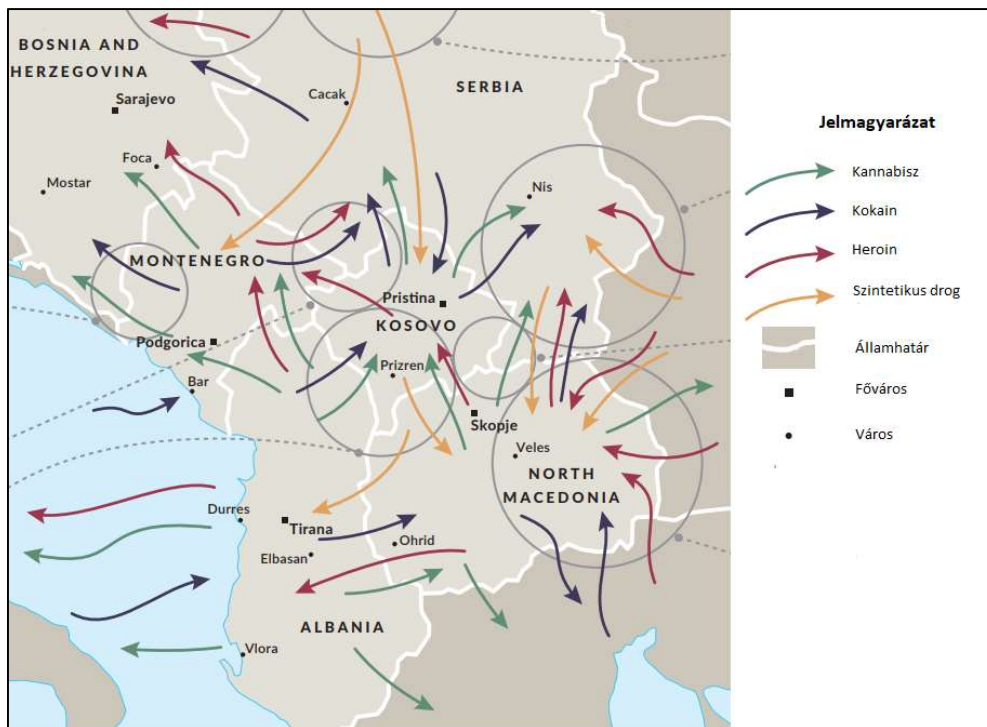 BOSNIA AND
HERZEGOVINA
Sarajevo
Cacak
SERBIA
Foca
Mostar
Nis
MONTENEGRO
Pristina
KOSOVO
Podgorica
Prizren
Bar
Skopje
Veles
NORTH
MACEDONIA
Durres
Tirana
Elbasan
Ohrid
ALBANIA
Vlora
Jelmagyarázat
Kannabisz
Kokain
Heroin
Szintetikus drog
Államhatár
Főváros
Város